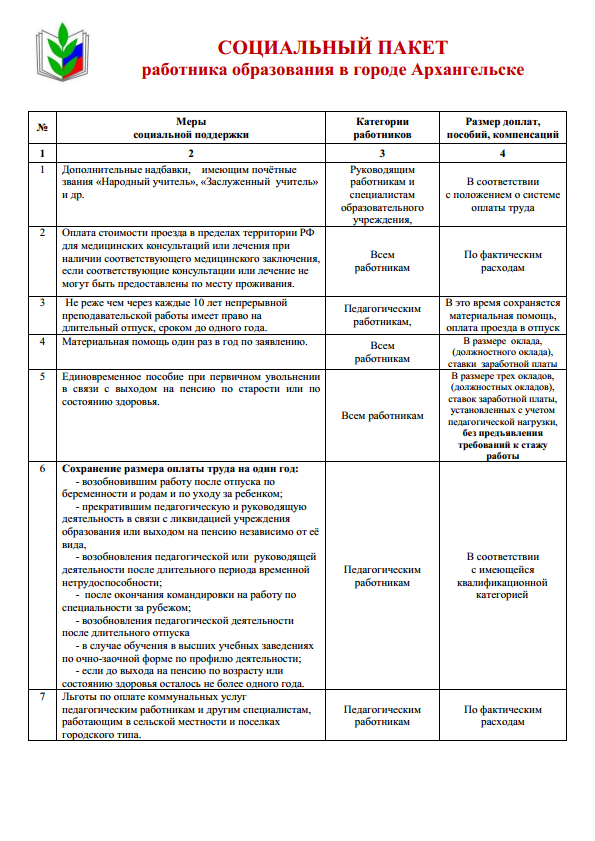 СОЦИАЛЬНЫЙ ПАКЕТ
работника образования в городе Архангельске
№
Меры
социальной поддержки
Категории
работников
Размер доплат,
пособий, компенсаций
1
2
3
4
1
Дополнительные надбавки, имеющим почётные
звания «Народный учитель», «Заслуженный учитель»
и др.
Руководящим
работникам и
специалистам
образовательного
учреждения,
В соответствии
с положением о системе
оплаты труда
2
Оплата стоимости проезда в пределах территории РФ
для медицинских консультаций или лечения при
наличии соответствующего медицинского заключения,
если соответствующие консультации или лечение не
могут быть предоставлены по месту проживания.
Всем
работникам
По фактическим
расходам
3
Не реже чем через каждые 10 лет непрерывной
преподавательской работы имеет право на
длительный отпуск, сроком до одного года.
Педагогическим
работникам,
В это время сохраняется
материальная помощь,
оплата проезда в отпуск
4
Материальная помощь один раз в год по заявлению.
Всем
работникам
В размере оклада,
(должностного оклада),
ставки заработной платы
5
Единовременное пособие при первичном увольнении
в связи с выходом на пенсию по старости или по
состоянию здоровья.
Всем работникам
В размере трех окладов,
(должностных окладов),
ставок заработной платы,
установленных с учетом
педагогической нагрузки,
без предъявления
требований к стажу
работы
6
Сохранение размера оплаты труда на один год:
- возобновившим работу после отпуска по
беременности и родам и по уходу за ребенком;
- прекратившим педагогическую и руководящую
деятельность в связи с ликвидацией учреждения
образования или выходом на пенсию независимо от её
вида,
- возобновления педагогической или руководящей
деятельности после длительного периода временной
нетрудоспособности;
- после окончания командировки на работу по
специальности за рубежом;
- возобновления педагогической деятельности
после длительного отпуска
- в случае обучения в высших учебных заведениях
по очно-заочной форме по профилю деятельности;
- если до выхода на пенсию по возрасту или
состоянию здоровья осталось не более одного года.
Педагогическим
работникам
В соответствии
с имеющейся
квалификационной
категорией
7
Льготы по оплате коммунальных услуг
педагогическим работникам и другим специалистам,
работающим в сельской местности и поселках
городского типа.
Педагогическим
работникам
По фактическим
расходам